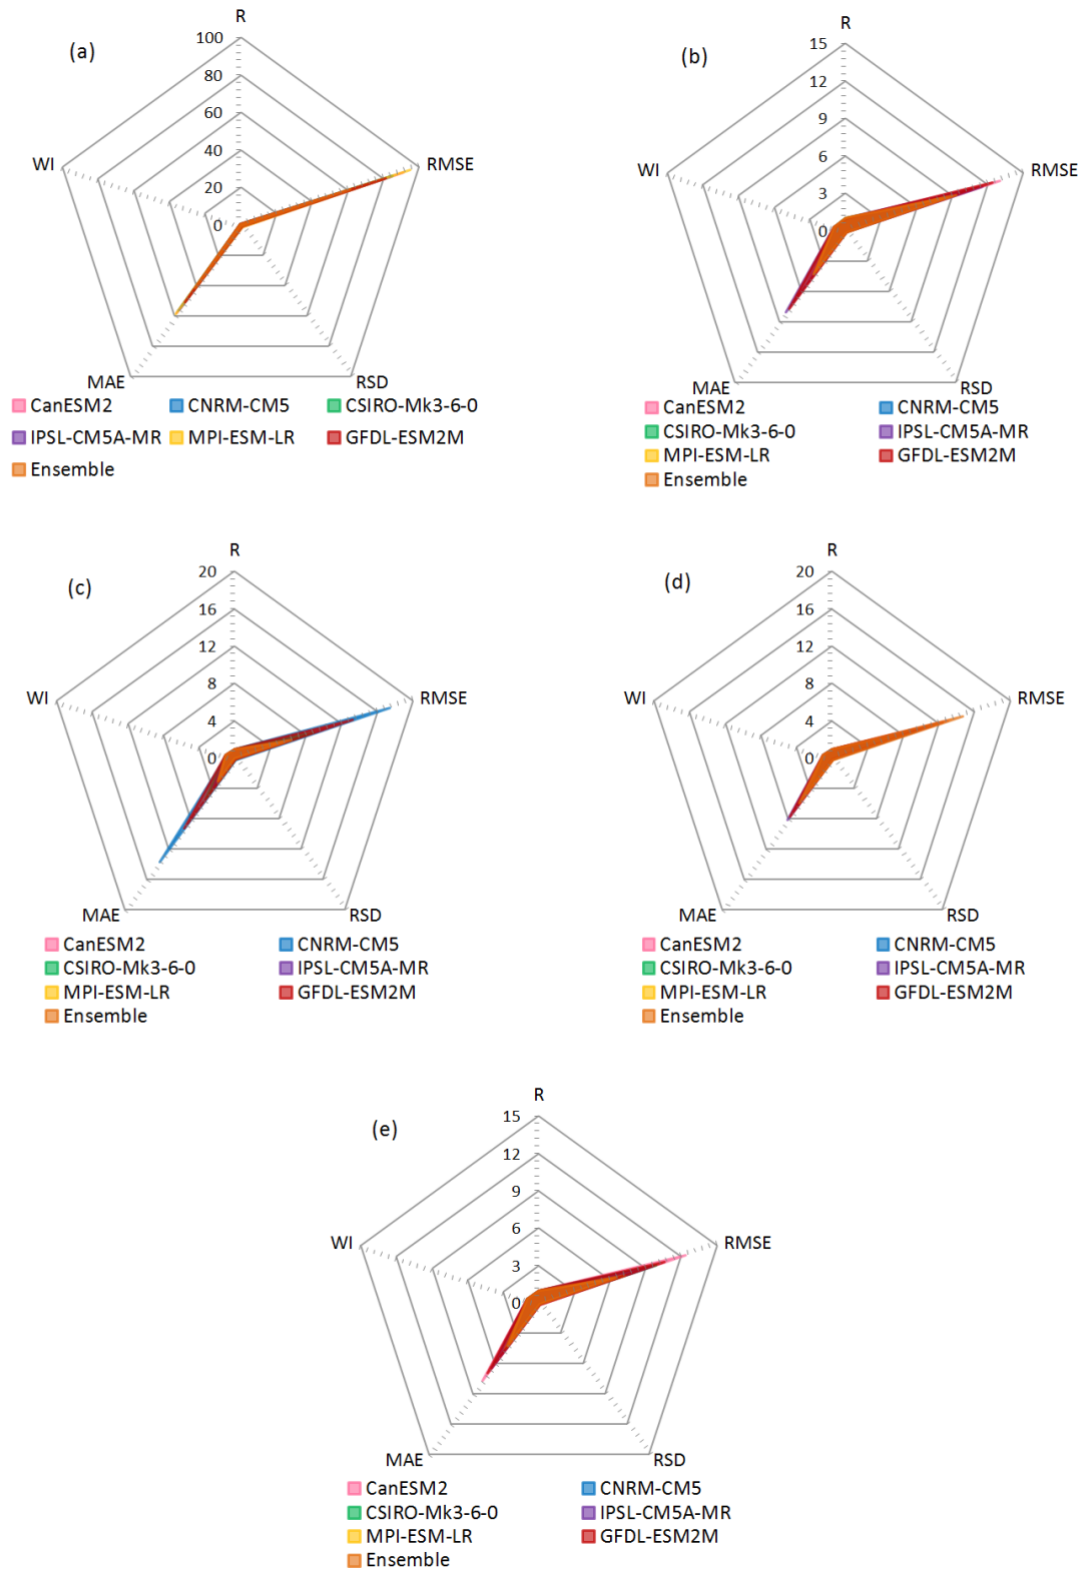 R
(a)
100
80
60
40
20
0
WI
RMSE
MAE
RSD
CanESM2 CNRM-CM5 CSIRO-Mk3-6-0
IPSL-CM5A-MR MPI-ESM-LR GFDL-ESM2M
Ensemble
R
(b)
15
12
9
6
3
0
WI
RMSE
MAE
RSD
CanESM2 CNRM-CM5
CSIRO-Mk3-6-0 IPSL-CM5A-MR
MPI-ESM-LR GFDL-ESM2M
Ensemble
R
(c)
20
16
12
8
4
0
WI
RMSE
MAE
RSD
CanESM2 CNRM-CM5
CSIRO-Mk3-6-0 IPSL-CM5A-MR
MPI-ESM-LR GFDL-ESM2M
Ensemble
R
(d)
20
16
12
8
4
0
WI
RMSE
MAE
RSD
CanESM2 CNRM-CM5
CSIRO-Mk3-6-0 IPSL-CM5A-MR
MPI-ESM-LR GFDL-ESM2M
Ensemble
R
(e)
15
12
9
6
3
0
WI
RMSE
MAE
RSD
CanESM2 CNRM-CM5
CSIRO-Mk3-6-0 IPSL-CM5A-MR
MPI-ESM-LR GFDL-ESM2M
Ensemble